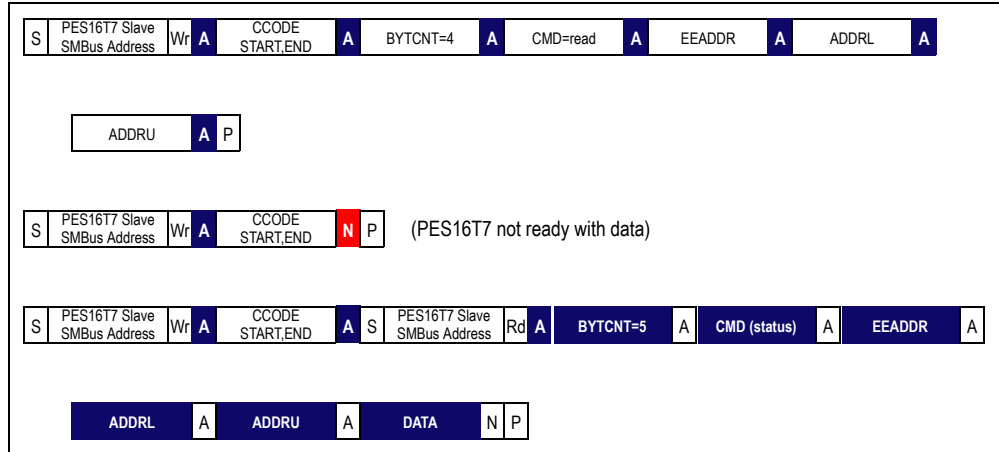 S PES16T7 Slave SMBus Address Wr A CCODE START,END A BYTCNT=4 A CMD=read A EEADDR A ADDRL A
ADDRU A P
S PES16T7 Slave SMBus Address Wr A CCODE START,END N P (PES16T7 not ready with data)
S PES16T7 Slave SMBus Address Wr A CCODE START,END A S PES16T7 Slave SMBus Address Rd A BYTCNT=5 A CMD (status) A EEADDR A
ADDRL A ADDRU A DATA N P